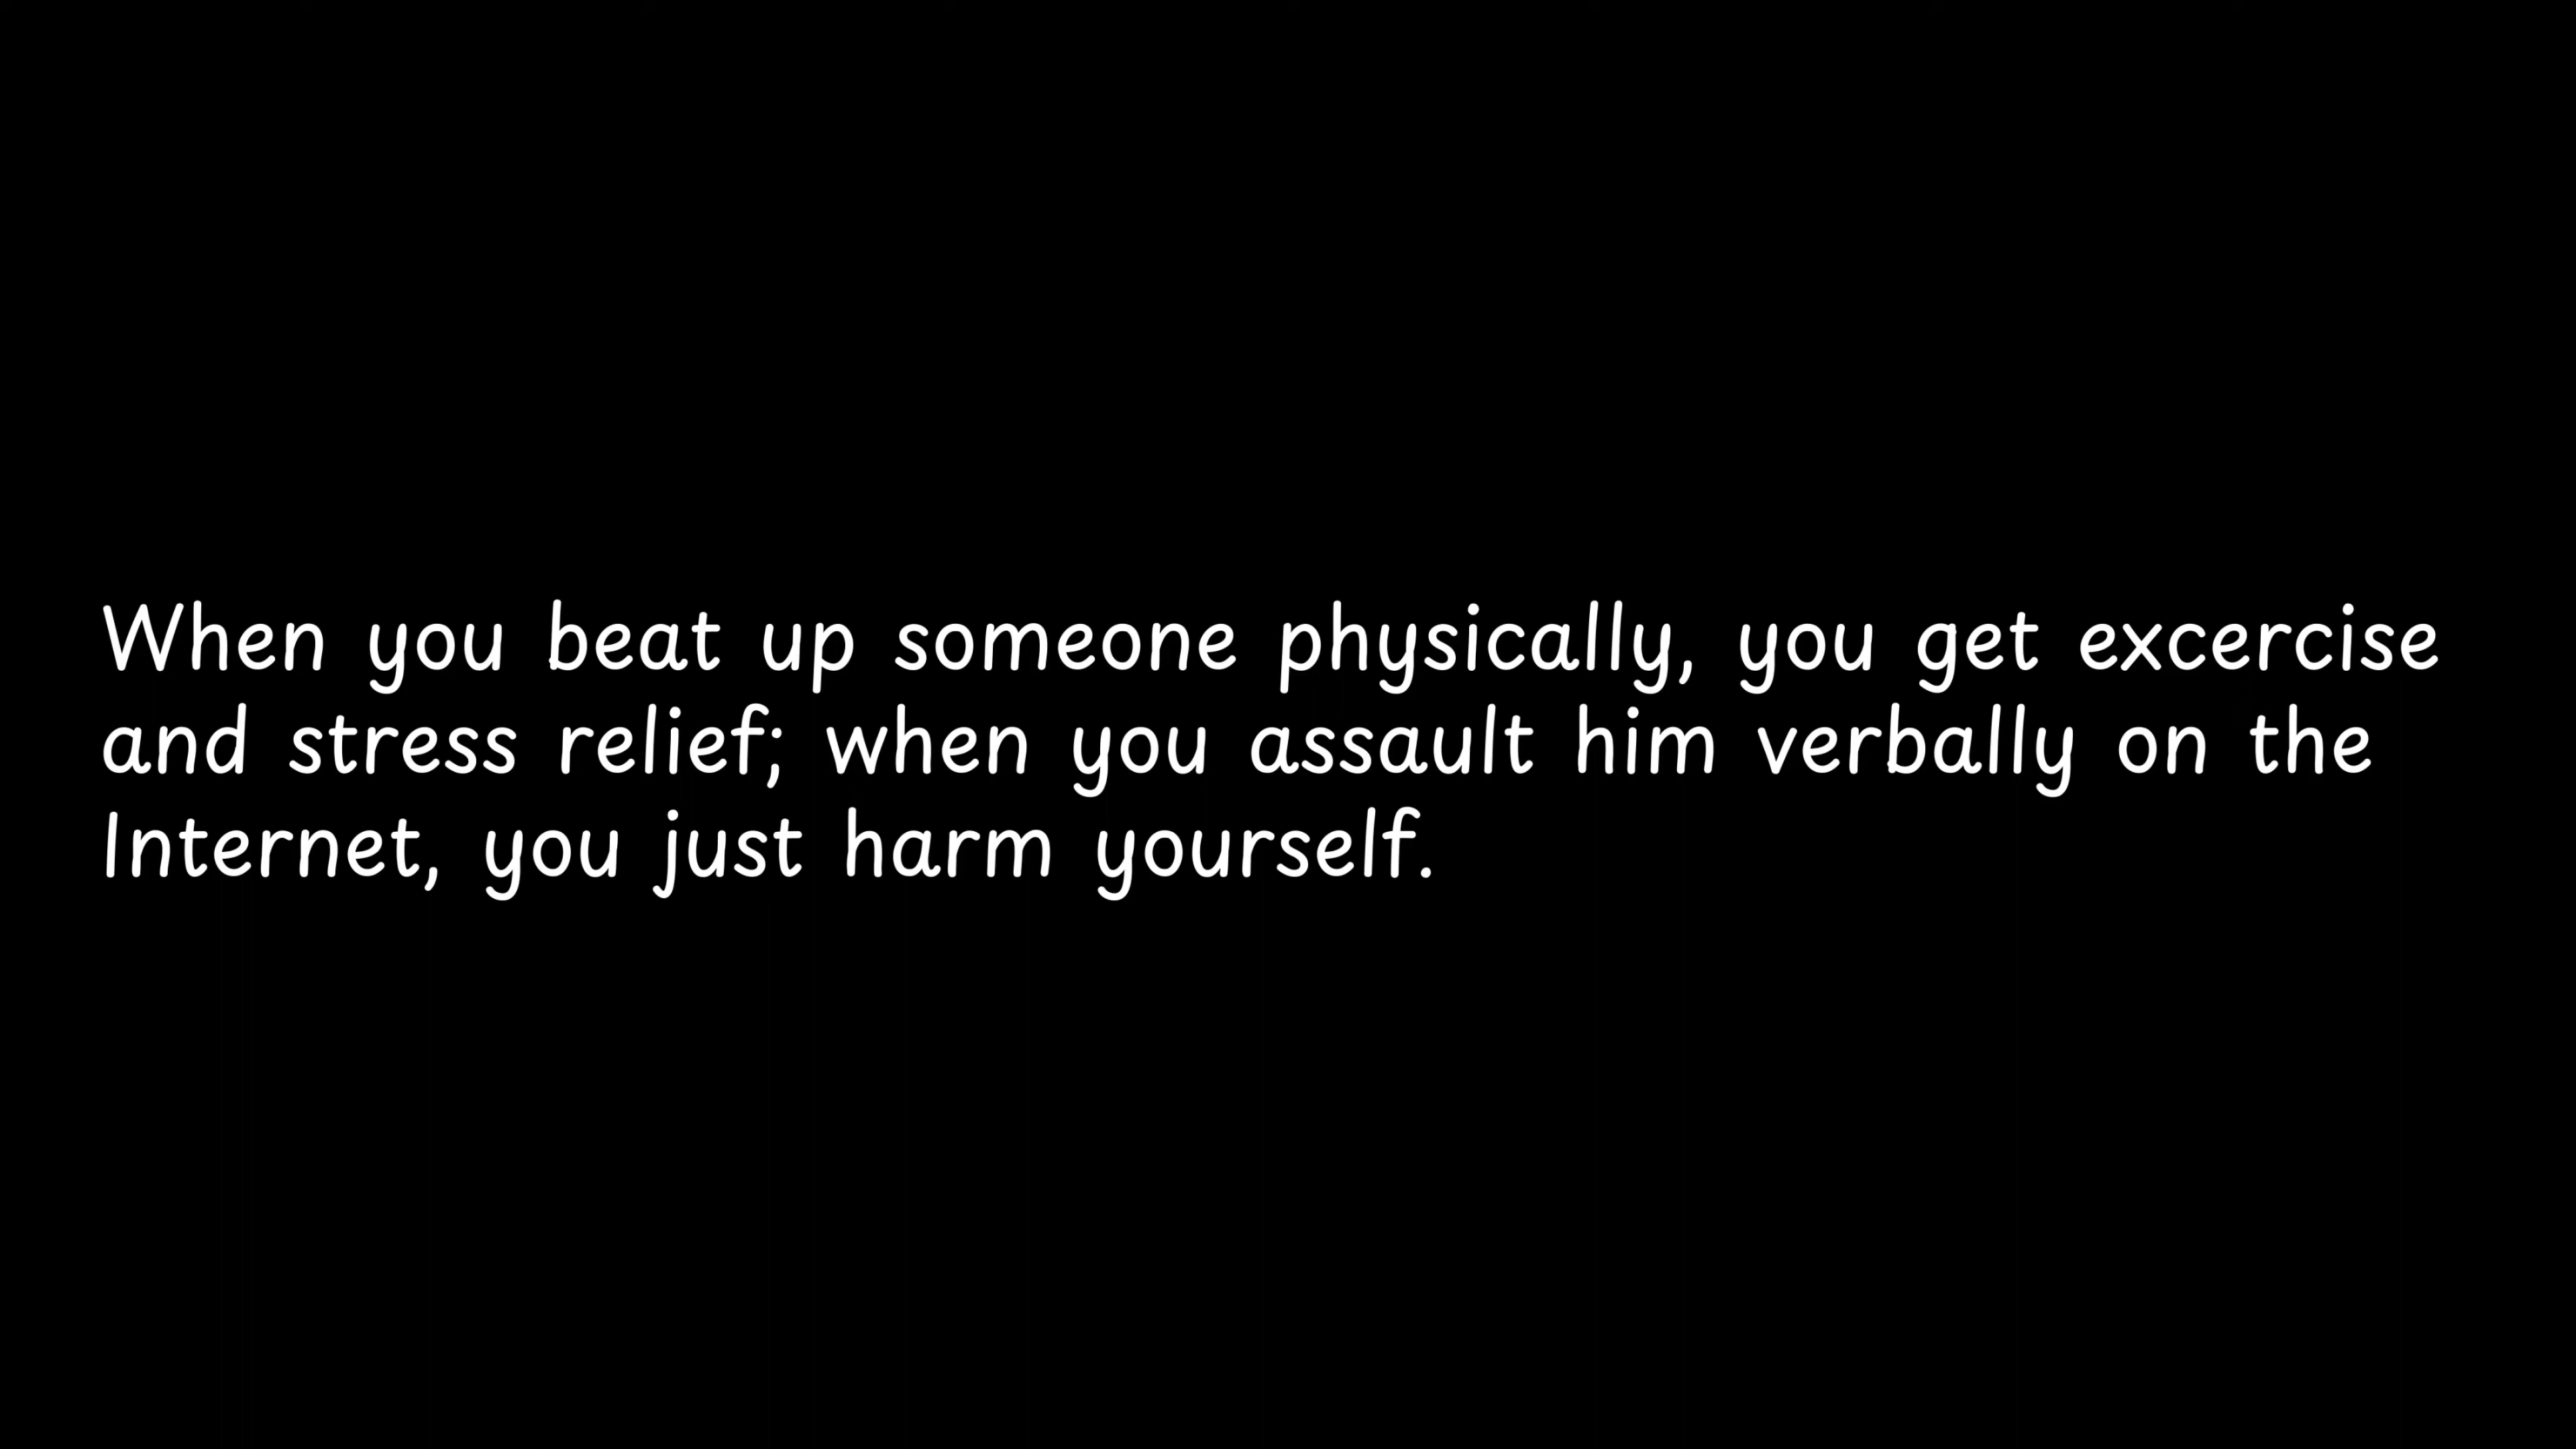 When you beat up someone physically, you get excercise
and stress relief; when you assault him verbally on the
Internet, you just harm yourself.